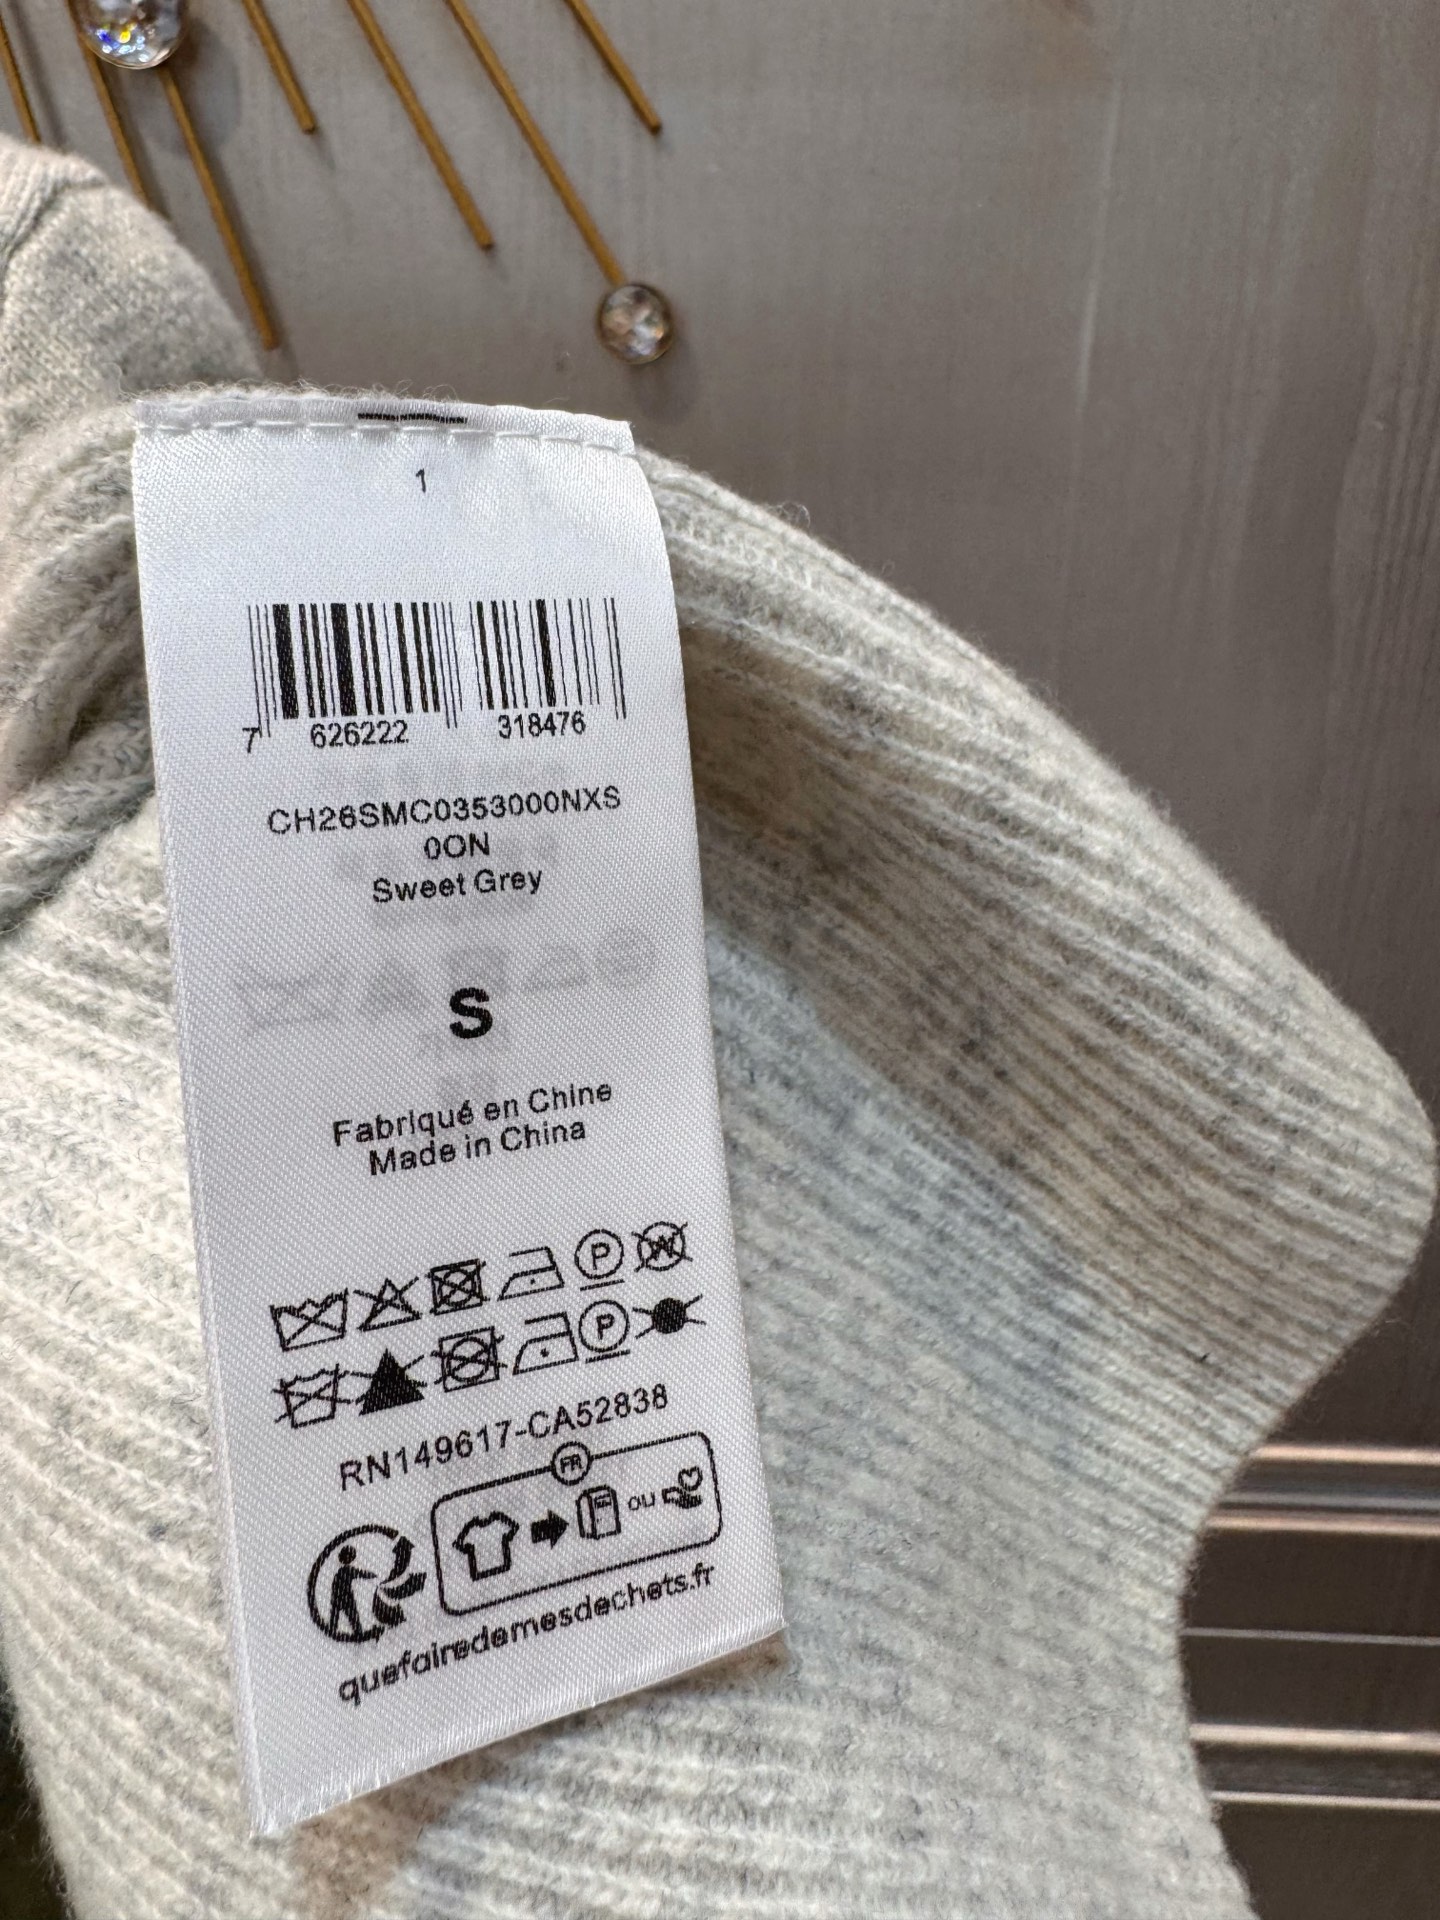 1
7 626222 318476
CH26SMC0353000NXS
0ON
Sweet Grey
S
Fabriqué en Chine
Made in China
P W
P
RN149617-CA52838
FR
ou
quefairedemesdechets.fr